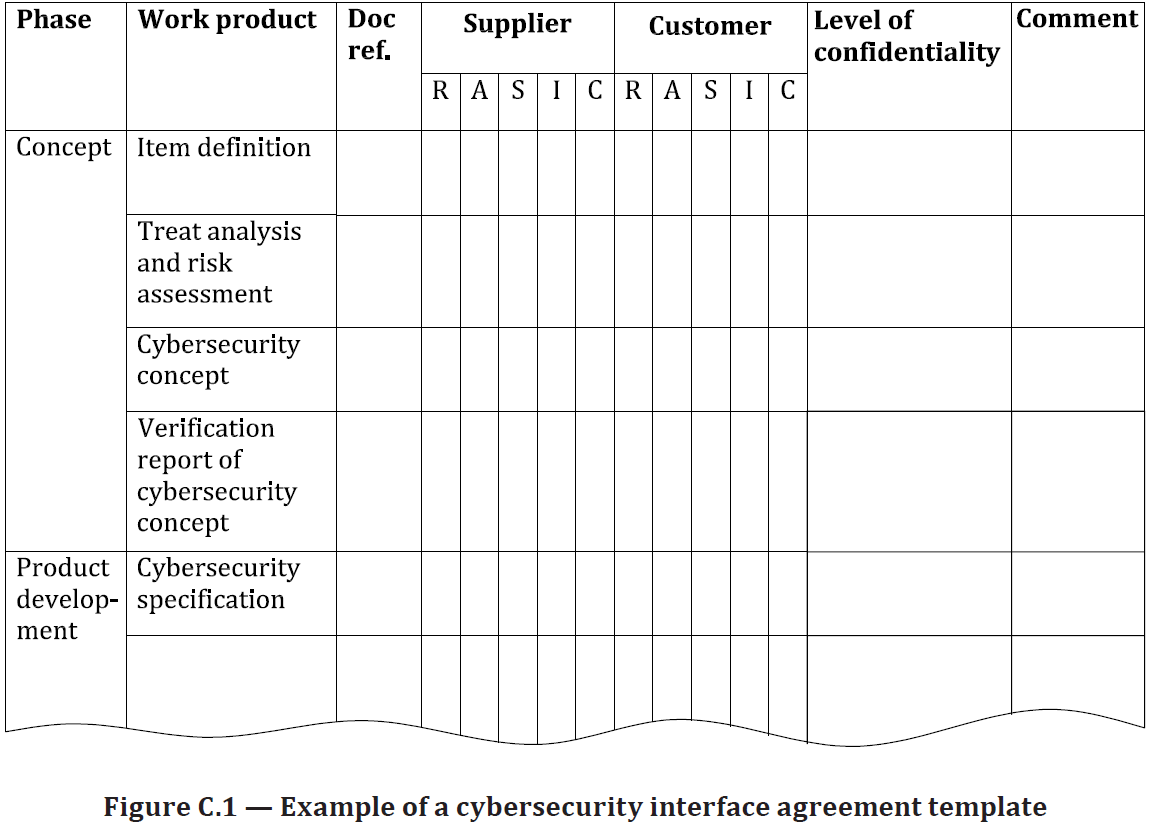 Phase
Work product
Doc
ref.
Supplier
Customer
Level of
confidentiality
Comment
R A S I C R A S I C
Concept
Item definition
Treat analysis
and risk
assessment
Cybersecurity
concept
Verification
report of
cybersecurity
concept
Product
develop-
ment
Cybersecurity
specification
Figure C.1 — Example of a cybersecurity interface agreement template